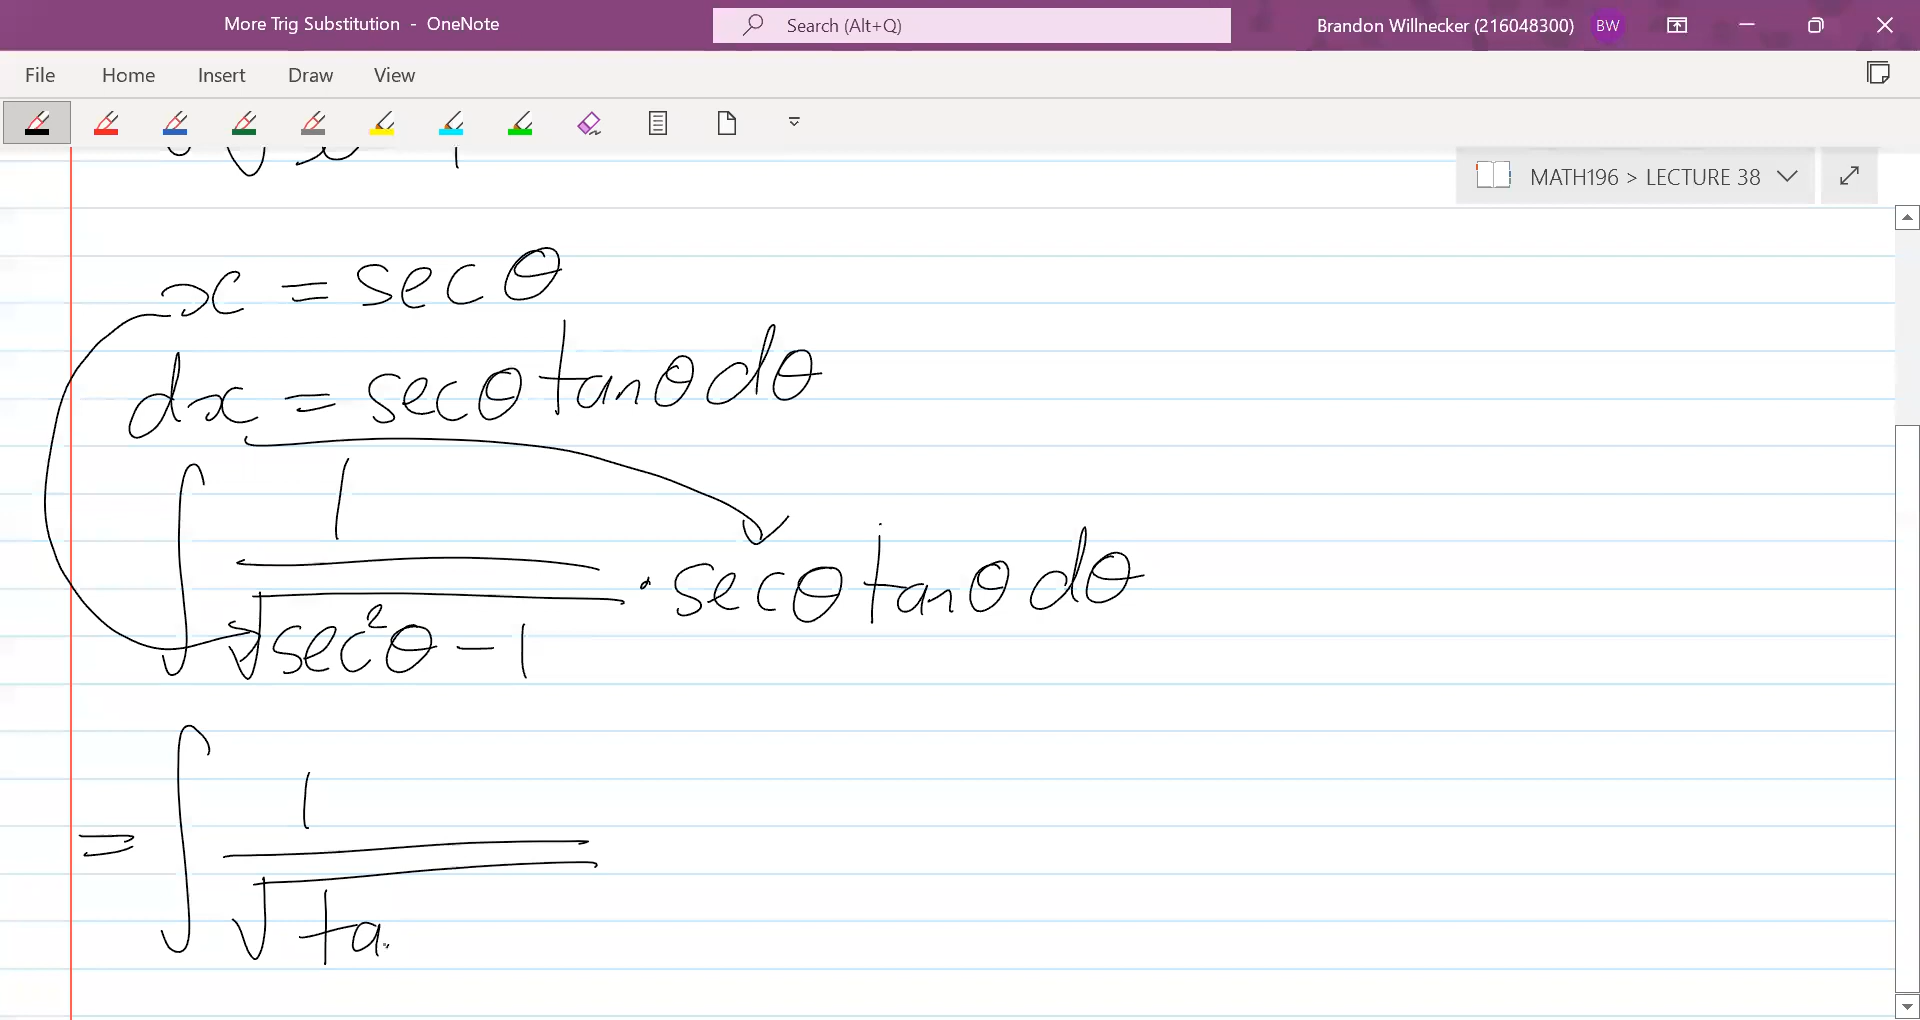 More Trig Substitution - OneNote
Search (Alt+Q)
Brandon Willnecker (216048300) BW
File Home Insert Draw View
MATH196 > LECTURE 38
x = sec θ
dx = secθ tanθ dθ
∫ 1/√(sec²θ − 1) · secθ tanθ dθ
= ∫ 1/√ta